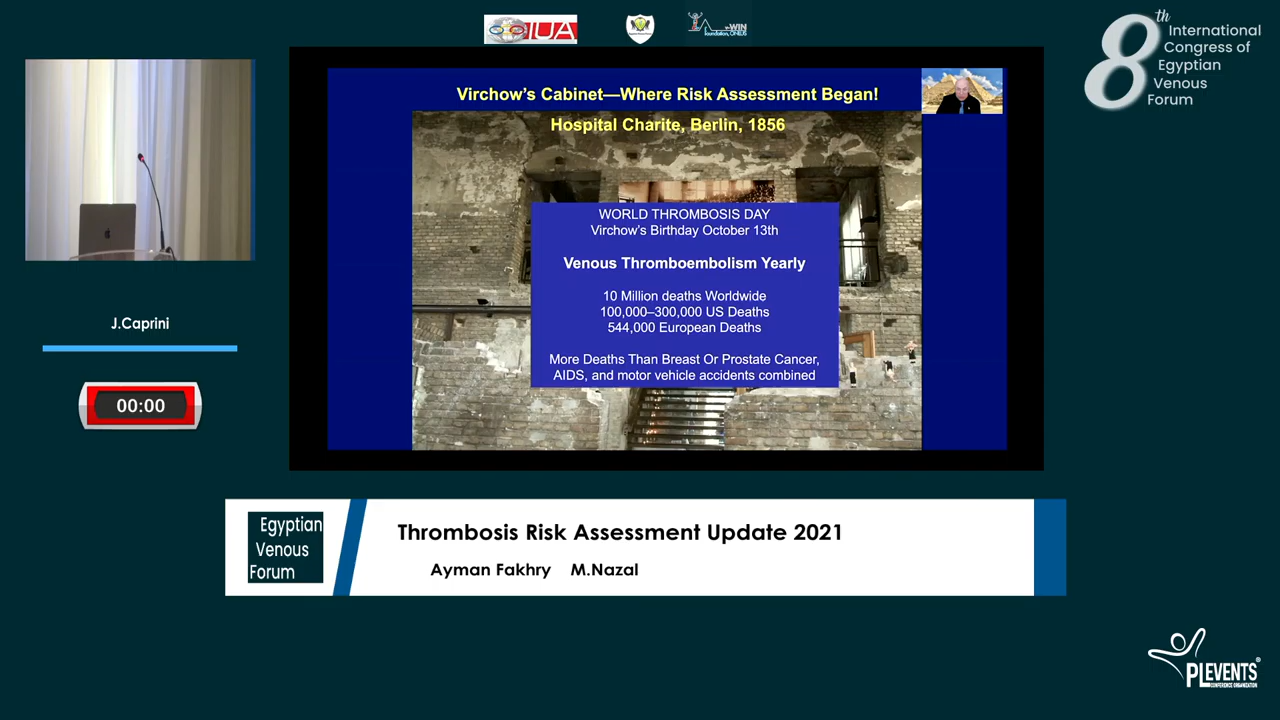 IUA
WIN
foundation,
8th
International
Congress of
Egyptian
Venous
Forum
Virchow's Cabinet—Where Risk Assessment Began!
Hospital Charite, Berlin, 1856
WORLD THROMBOSIS DAY
Virchow's Birthday October 13th
Venous Thromboembolism Yearly
10 Million deaths Worldwide
100,000–300,000 US Deaths
544,000 European Deaths
More Deaths Than Breast Or Prostate Cancer,
AIDS, and motor vehicle accidents combined
J.Caprini
00:00
Egyptian
Venous
Forum
Thrombosis Risk Assessment Update 2021
Ayman Fakhry M.Nazal
PLEVENTS
CONFERENCE ORGANIZATION